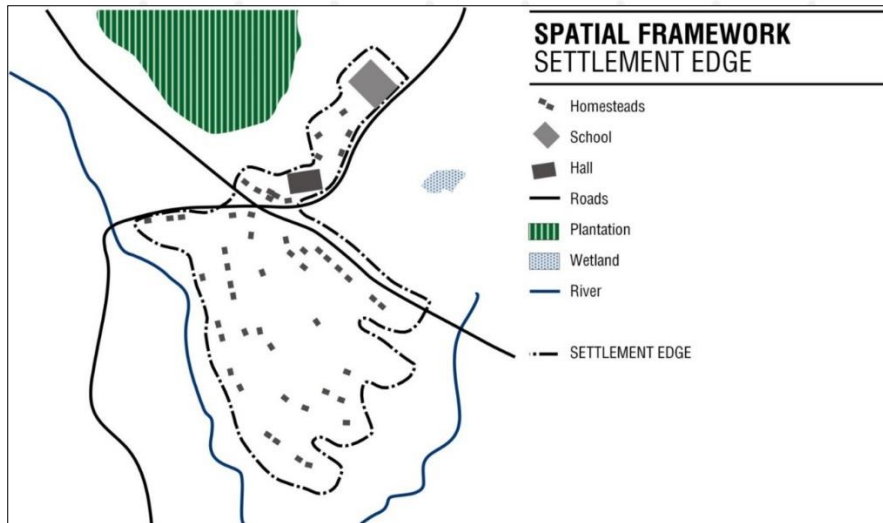 SPATIAL FRAMEWORK
SETTLEMENT EDGE
Homesteads
School
Hall
Roads
Plantation
Wetland
River
SETTLEMENT EDGE